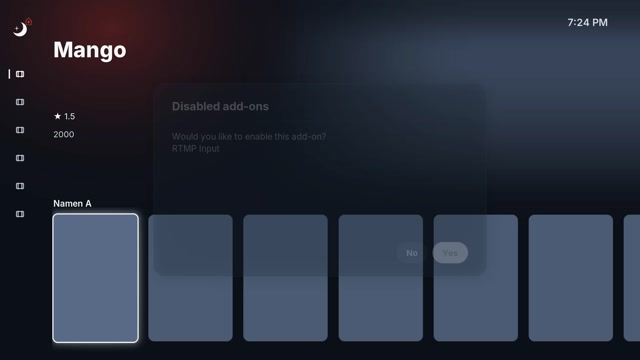 7:24 PM
Mango
Disabled add-ons
★ 1.5
Would you like to enable this add-on?
2000
RTMP Input
Namen A
No
Yes